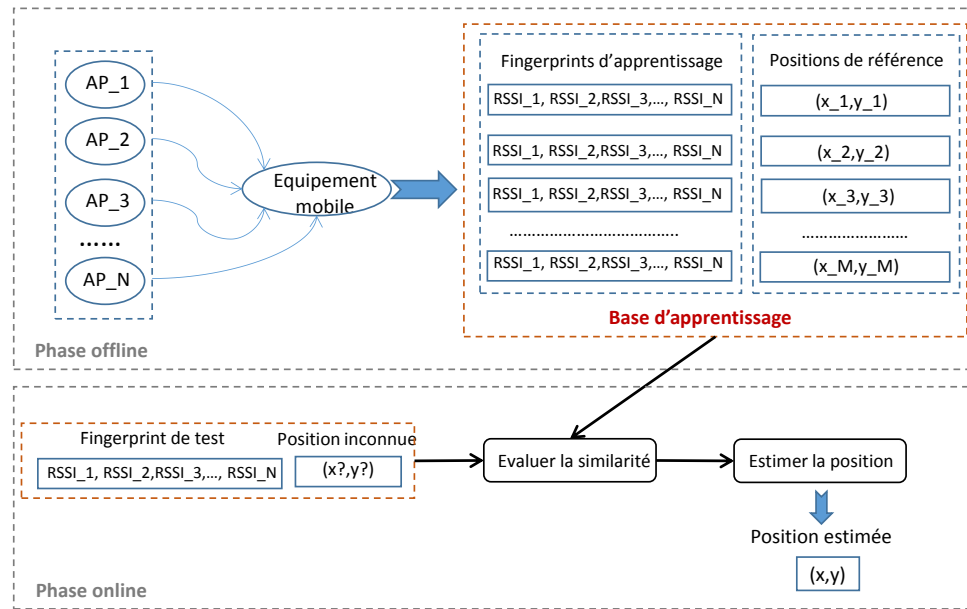 AP_1
AP_2
AP_3
......
AP_N
Equipement
mobile
Fingerprints d'apprentissage
RSSI_1, RSSI_2,RSSI_3,..., RSSI_N
RSSI_1, RSSI_2,RSSI_3,..., RSSI_N
RSSI_1, RSSI_2,RSSI_3,..., RSSI_N
......................................
RSSI_1, RSSI_2,RSSI_3,..., RSSI_N
Positions de référence
(x_1,y_1)
(x_2,y_2)
(x_3,y_3)
........................
(x_M,y_M)
Base d'apprentissage
Phase offline
Fingerprint de test
RSSI_1, RSSI_2,RSSI_3,..., RSSI_N
Position inconnue
(x?,y?)
Evaluer la similarité
Estimer la position
Position estimée
(x,y)
Phase online